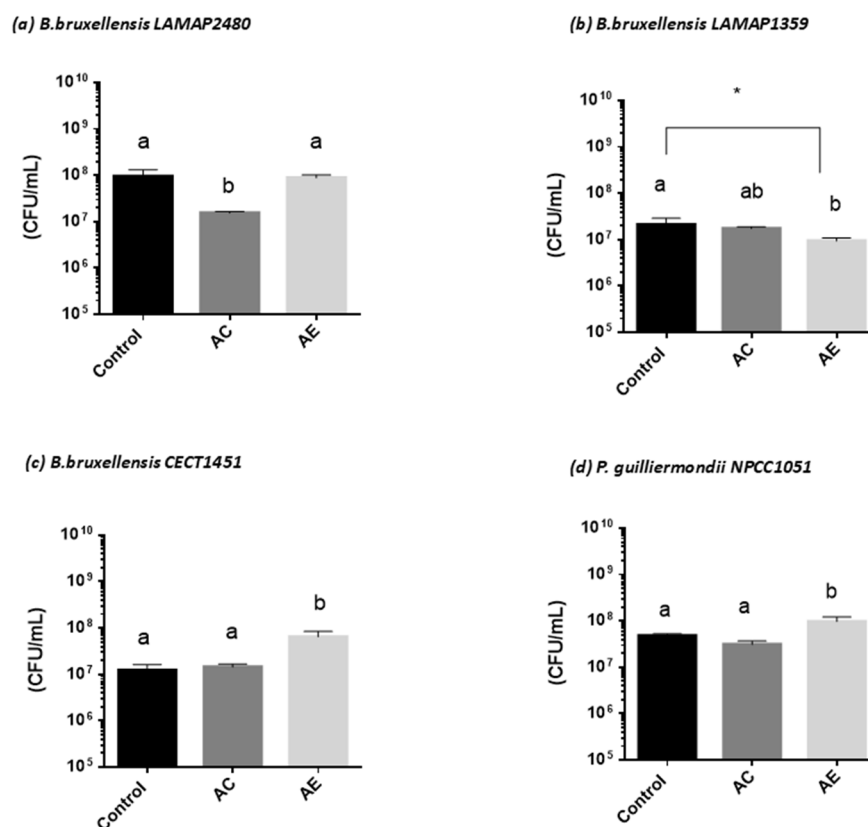 (a) B.bruxellensis LAMAP2480
(CFU/mL)
10^10
10^9
10^8
10^7
10^6
10^5
a
b
a
Control
AC
AE
(b) B.bruxellensis LAMAP1359
(CFU/mL)
10^10
10^9
10^8
10^7
10^6
10^5
*
a
ab
b
Control
AC
AE
(c) B.bruxellensis CECT1451
(CFU/mL)
10^10
10^9
10^8
10^7
10^6
10^5
a
a
b
Control
AC
AE
(d) P. guilliermondii NPCC1051
(CFU/mL)
10^10
10^9
10^8
10^7
10^6
10^5
a
a
b
Control
AC
AE